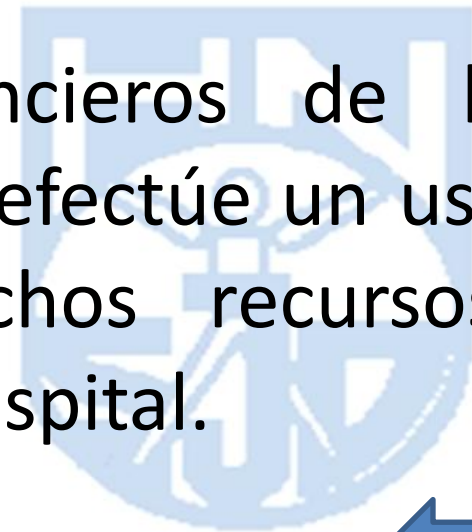 ncieros de
efectúe un us
chos recursos
spital.